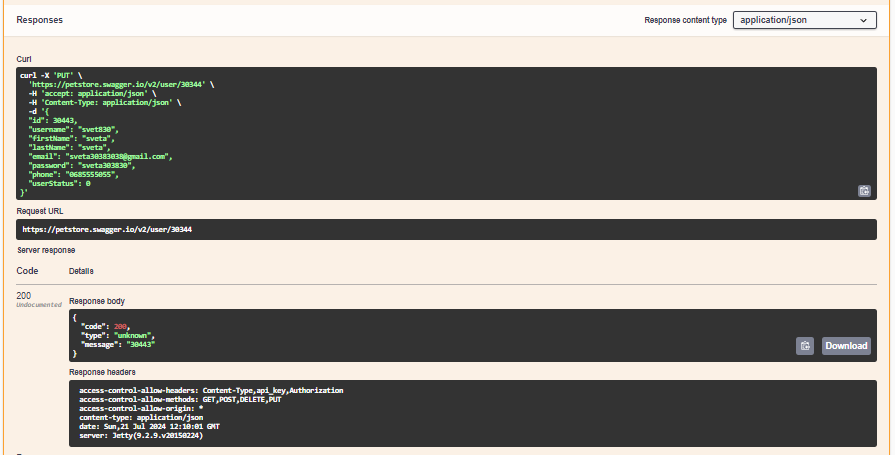 Responses
Response content type
application/json
Curl
curl -X 'PUT' \
'https://petstore.swagger.io/v2/user/30344' \
-H 'accept: application/json' \
-H 'Content-Type: application/json' \
-d '{
"id": 30443,
"username": "svet830",
"firstName": "sveta",
"lastName": "sveta",
"email": "sveta30383038@gmail.com",
"password": "sveta303830",
"phone": "0685555055",
"userStatus": 0
}'
Request URL
https://petstore.swagger.io/v2/user/30344
Server response
Code Details
200
Undocumented
Response body
{
"code": 200,
"type": "unknown",
"message": "30443"
}
Download
Response headers
access-control-allow-headers: Content-Type,api_key,Authorization
access-control-allow-methods: GET,POST,DELETE,PUT
access-control-allow-origin: *
content-type: application/json
date: Sun,21 Jul 2024 12:10:01 GMT
server: Jetty(9.2.9.v20150224)